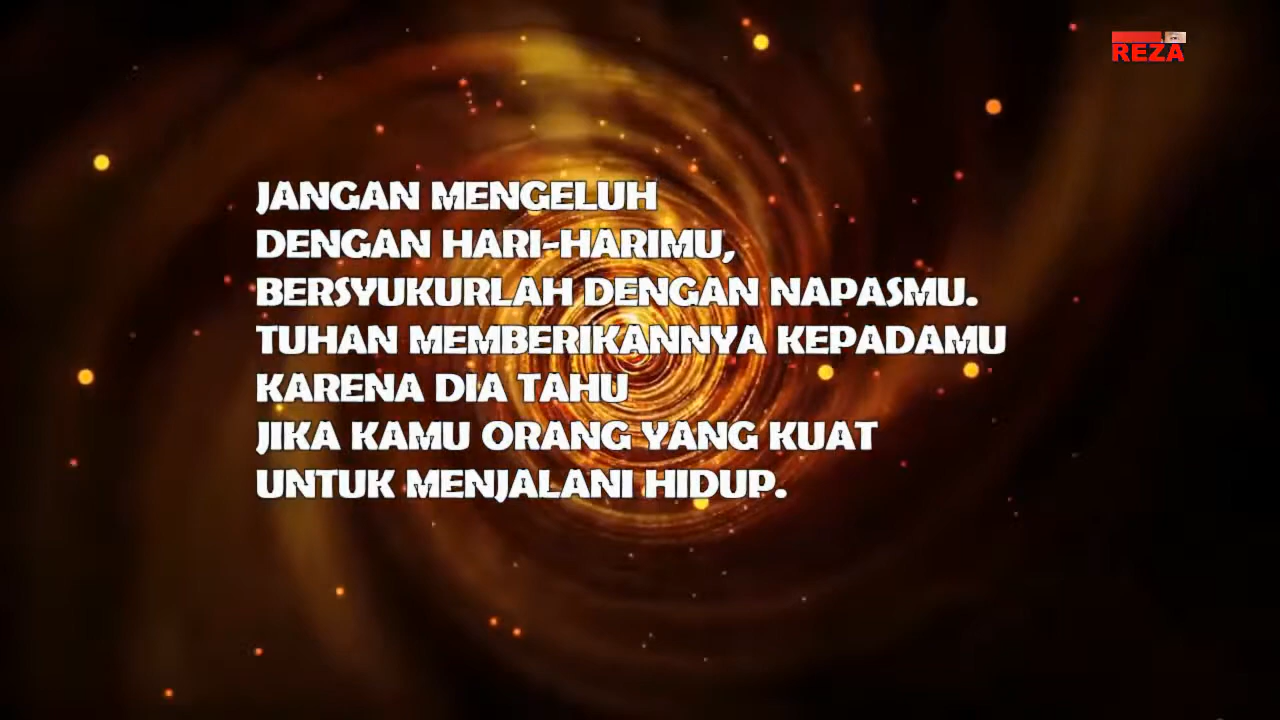 REZA
JANGAN MENGELUH
DENGAN HARI-HARIMU,
BERSYUKURLAH DENGAN NAPASMU.
TUHAN MEMBERIKANNYA KEPADAMU
KARENA DIA TAHU
JIKA KAMU ORANG YANG KUAT
UNTUK MENJALANI HIDUP.